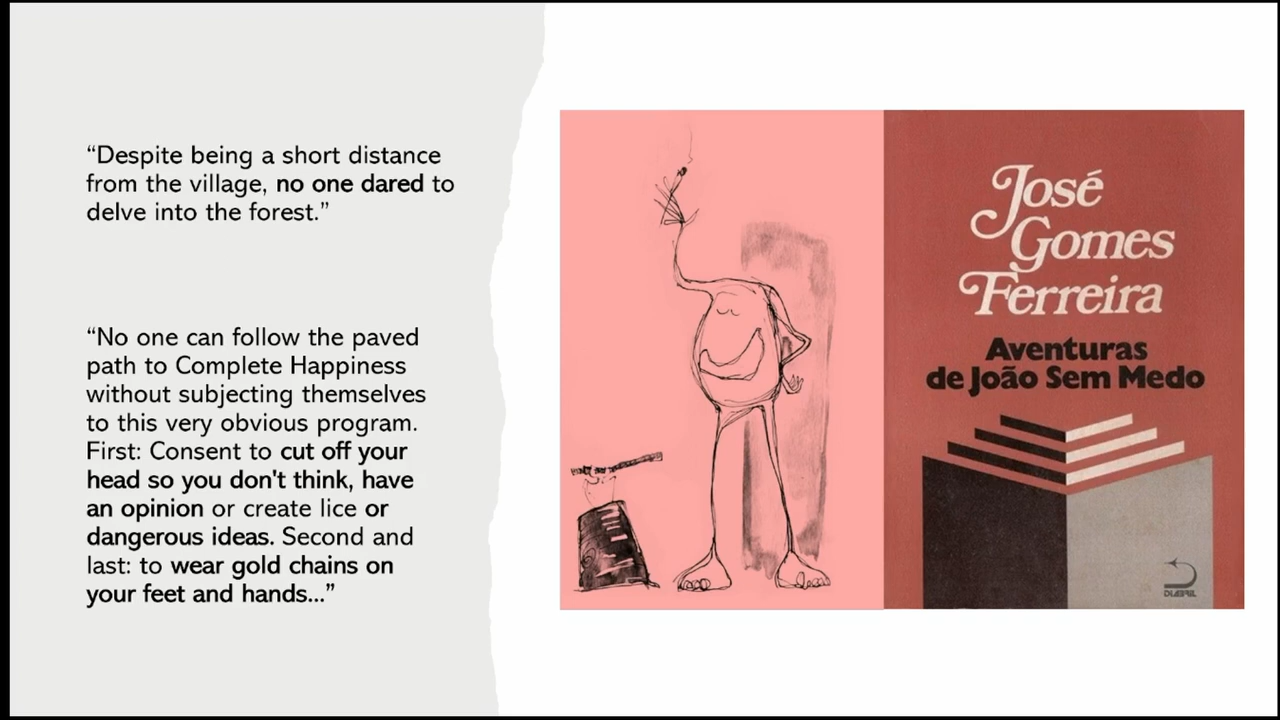 “Despite being a short distance
from the village, no one dared to
delve into the forest.”
“No one can follow the paved
path to Complete Happiness
without subjecting themselves
to this very obvious program.
First: Consent to cut off your
head so you don't think, have
an opinion or create lice or
dangerous ideas. Second and
last: to wear gold chains on
your feet and hands...”
José
Gomes
Ferreira
Aventuras
de João Sem Medo